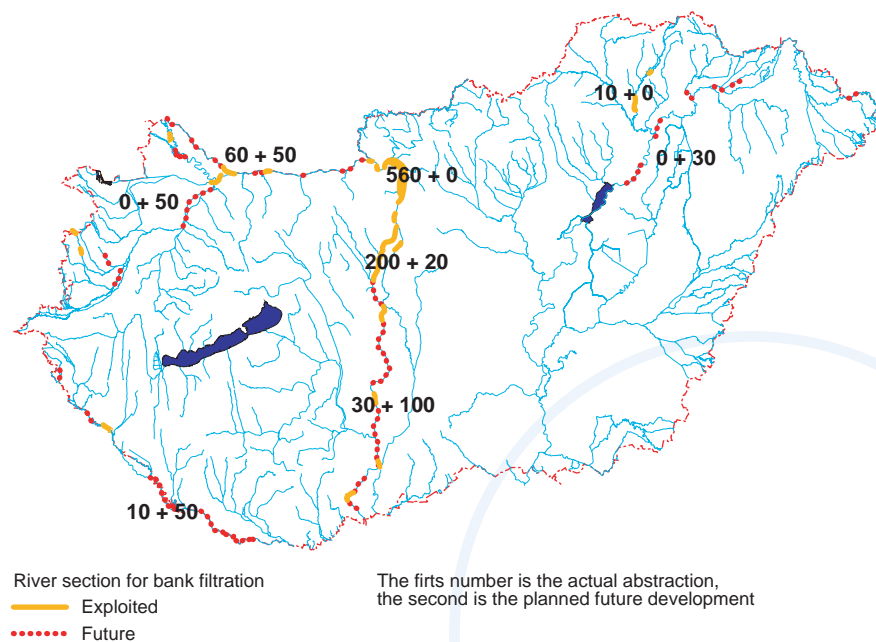 10 + 0
60 + 50
0 + 30
560 + 0
0 + 50
200 + 20
30 + 100
10 + 50
River section for bank filtration
Exploited
Future
The firts number is the actual abstraction,
the second is the planned future development